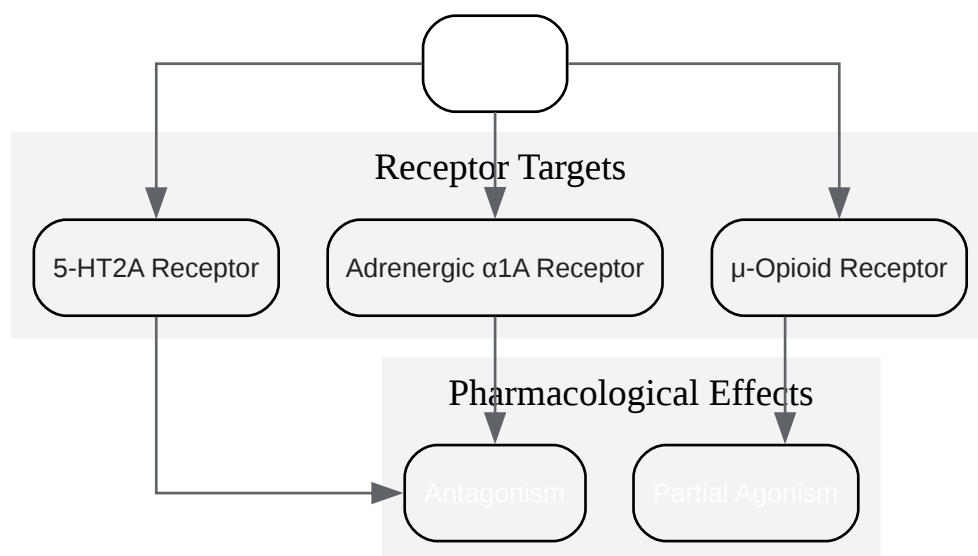 Receptor Targets
5-HT2A Receptor
Adrenergic α1A Receptor
μ-Opioid Receptor
Pharmacological Effects
Antagonism
Partial Agonism